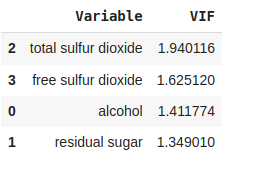 Variable VIF
2 total sulfur dioxide 1.940116
3 free sulfur dioxide 1.625120
0 alcohol 1.411774
1 residual sugar 1.349010